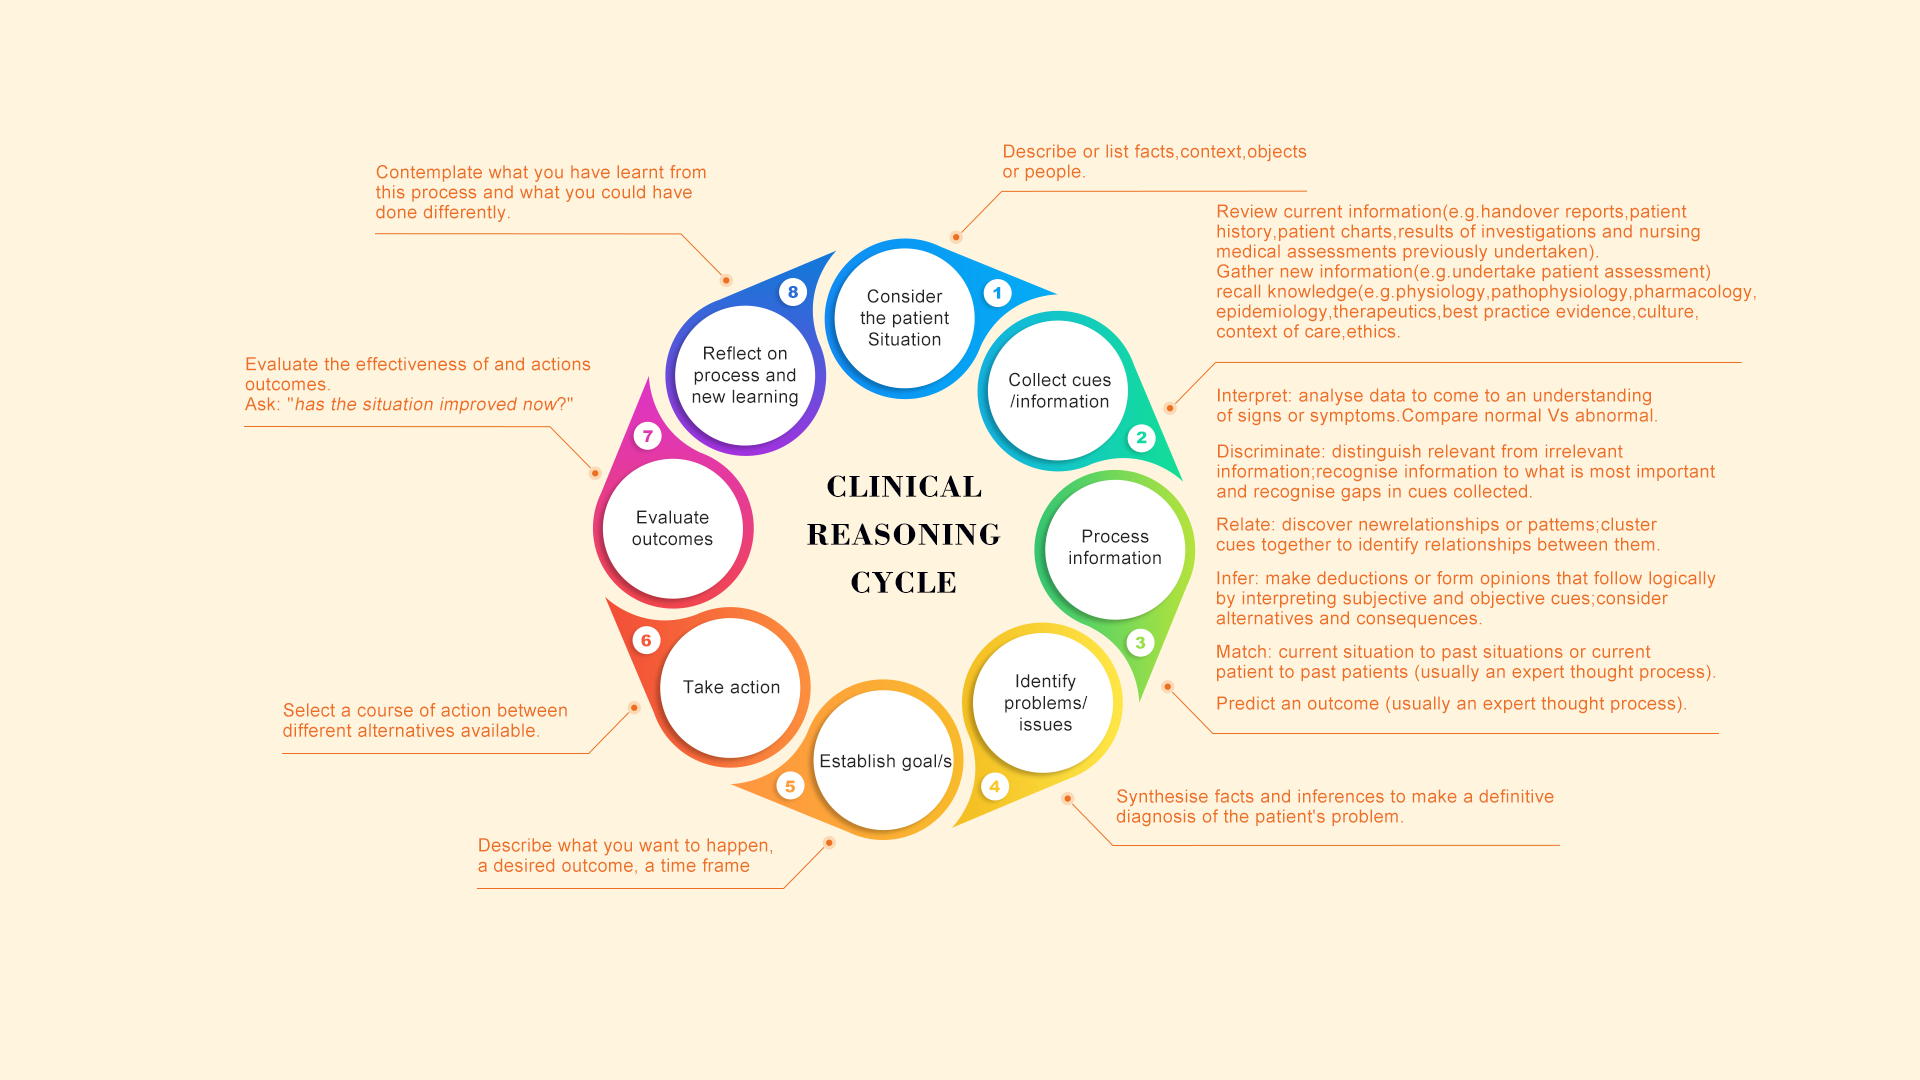 CLINICAL
REASONING
CYCLE
1
Consider
the patient
Situation
Describe or list facts,context,objects
or people.
2
Collect cues
/information
Review current information(e.g.handover reports,patient
history,patient charts,results of investigations and nursing
medical assessments previously undertaken).
Gather new information(e.g.undertake patient assessment)
recall knowledge(e.g.physiology,pathophysiology,pharmacology,
epidemiology,therapeutics,best practice evidence,culture,
context of care,ethics.
3
Process
information
Interpret: analyse data to come to an understanding
of signs or symptoms.Compare normal Vs abnormal.
Discriminate: distinguish relevant from irrelevant
information;recognise information to what is most important
and recognise gaps in cues collected.
Relate: discover newrelationships or pattems;cluster
cues together to identify relationships between them.
Infer: make deductions or form opinions that follow logically
by interpreting subjective and objective cues;consider
alternatives and consequences.
Match: current situation to past situations or current
patient to past patients (usually an expert thought process).
Predict an outcome (usually an expert thought process).
4
Identify
problems/
issues
Synthesise facts and inferences to make a definitive
diagnosis of the patient's problem.
5
Establish goal/s
Describe what you want to happen,
a desired outcome, a time frame
6
Take action
Select a course of action between
different alternatives available.
7
Evaluate
outcomes
Evaluate the effectiveness of and actions
outcomes.
Ask: "has the situation improved now?"
8
Reflect on
process and
new learning
Contemplate what you have learnt from
this process and what you could have
done differently.